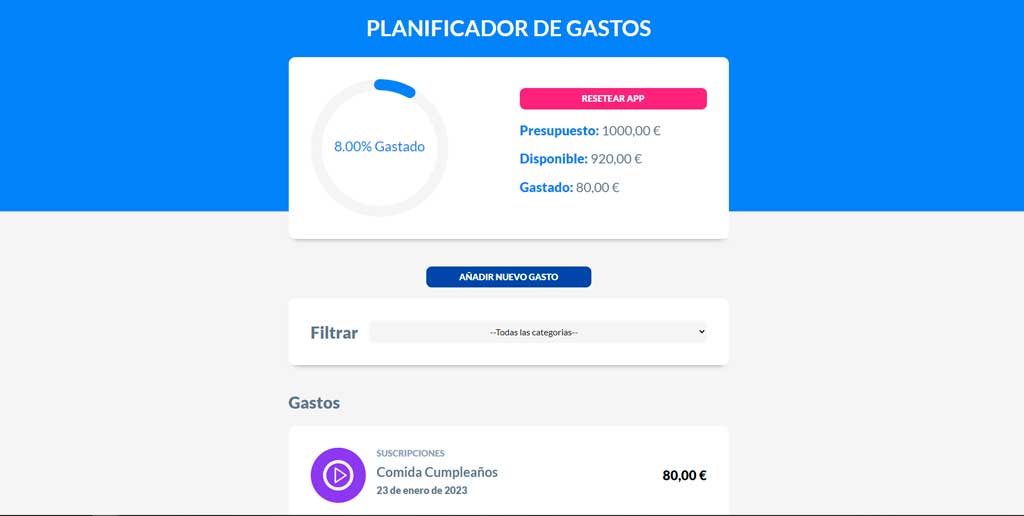 PLANIFICADOR DE GASTOS
8.00% Gastado
RESETEAR APP
Presupuesto: 1000,00 €
Disponible: 920,00 €
Gastado: 80,00 €
AÑADIR NUEVO GASTO
Filtrar
--Todas las categorias--
Gastos
SUSCRIPCIONES
Comida Cumpleaños
23 de enero de 2023
80,00 €